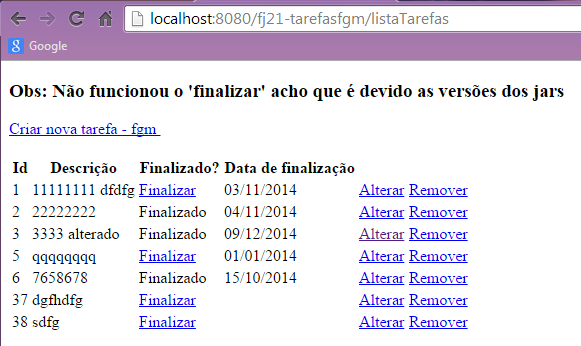 localhost:8080/fj21-tarefasfgm/listaTarefas
Google
Obs: Não funcionou o 'finalizar' acho que é devido as versões dos jars
Criar nova tarefa - fgm
Id Descrição Finalizado? Data de finalização
1 11111111 dfdfg Finalizar 03/11/2014 Alterar Remover
2 22222222 Finalizado 04/11/2014 Alterar Remover
3 3333 alterado Finalizado 09/12/2014 Alterar Remover
5 qqqqqqqq Finalizar 01/01/2014 Alterar Remover
6 7658678 Finalizado 15/10/2014 Alterar Remover
37 dgfhdfg Finalizar Alterar Remover
38 sdfg Finalizar Alterar Remover